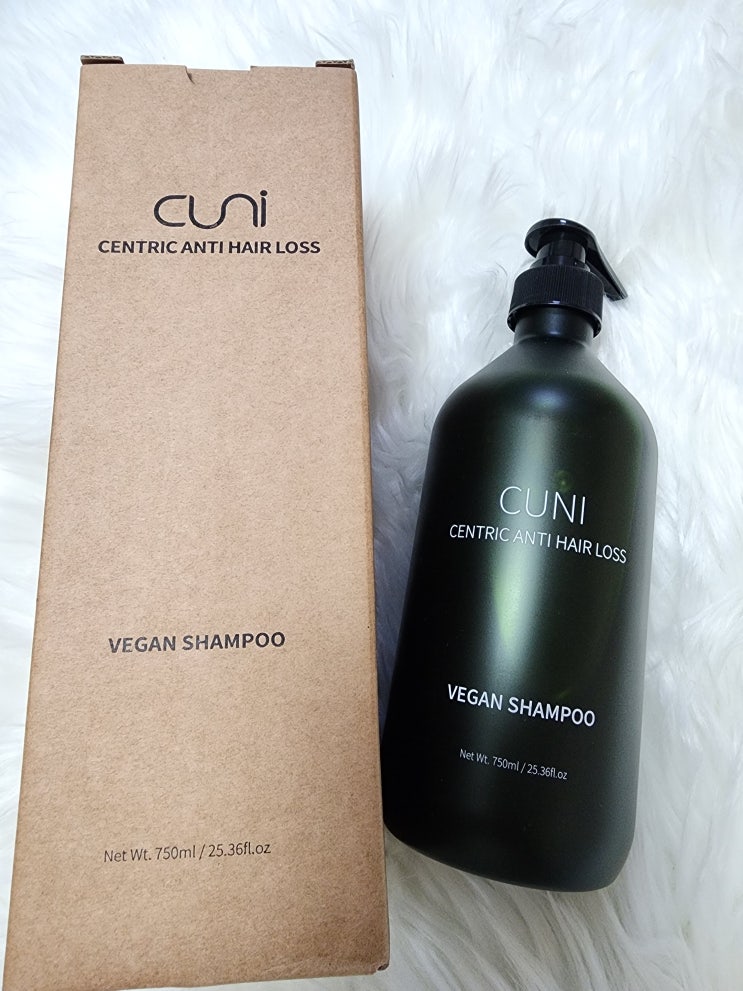 cuni
CENTRIC ANTI HAIR LOSS
VEGAN SHAMPOO
Net Wt. 750ml / 25.36fl.oz
CUNI
CENTRIC ANTI HAIR LOSS
VEGAN SHAMPOO
Net Wt. 750ml / 25.36fl.oz